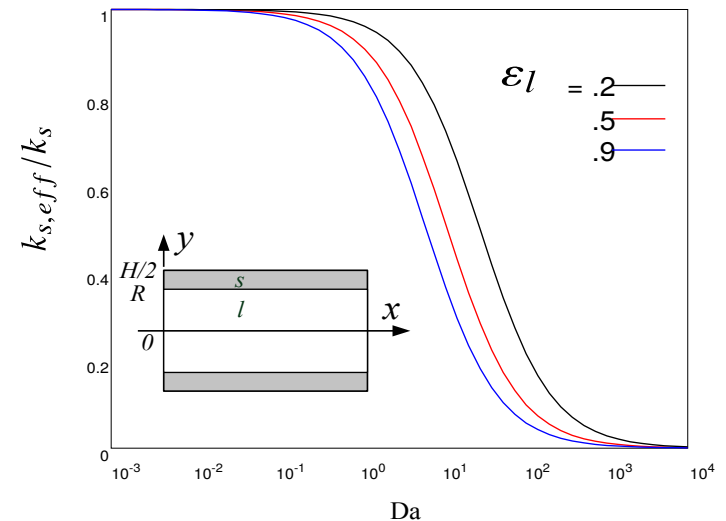 1
0.8
0.6
0.4
0.2
0
k_{s,eff}/k_s
ε_l = .2
.5
.9
y
H/2
R
s
l
x
0
10^{-3} 10^{-2} 10^{-1} 10^{0} 10^{1} 10^{2} 10^{3} 10^{4}
Da